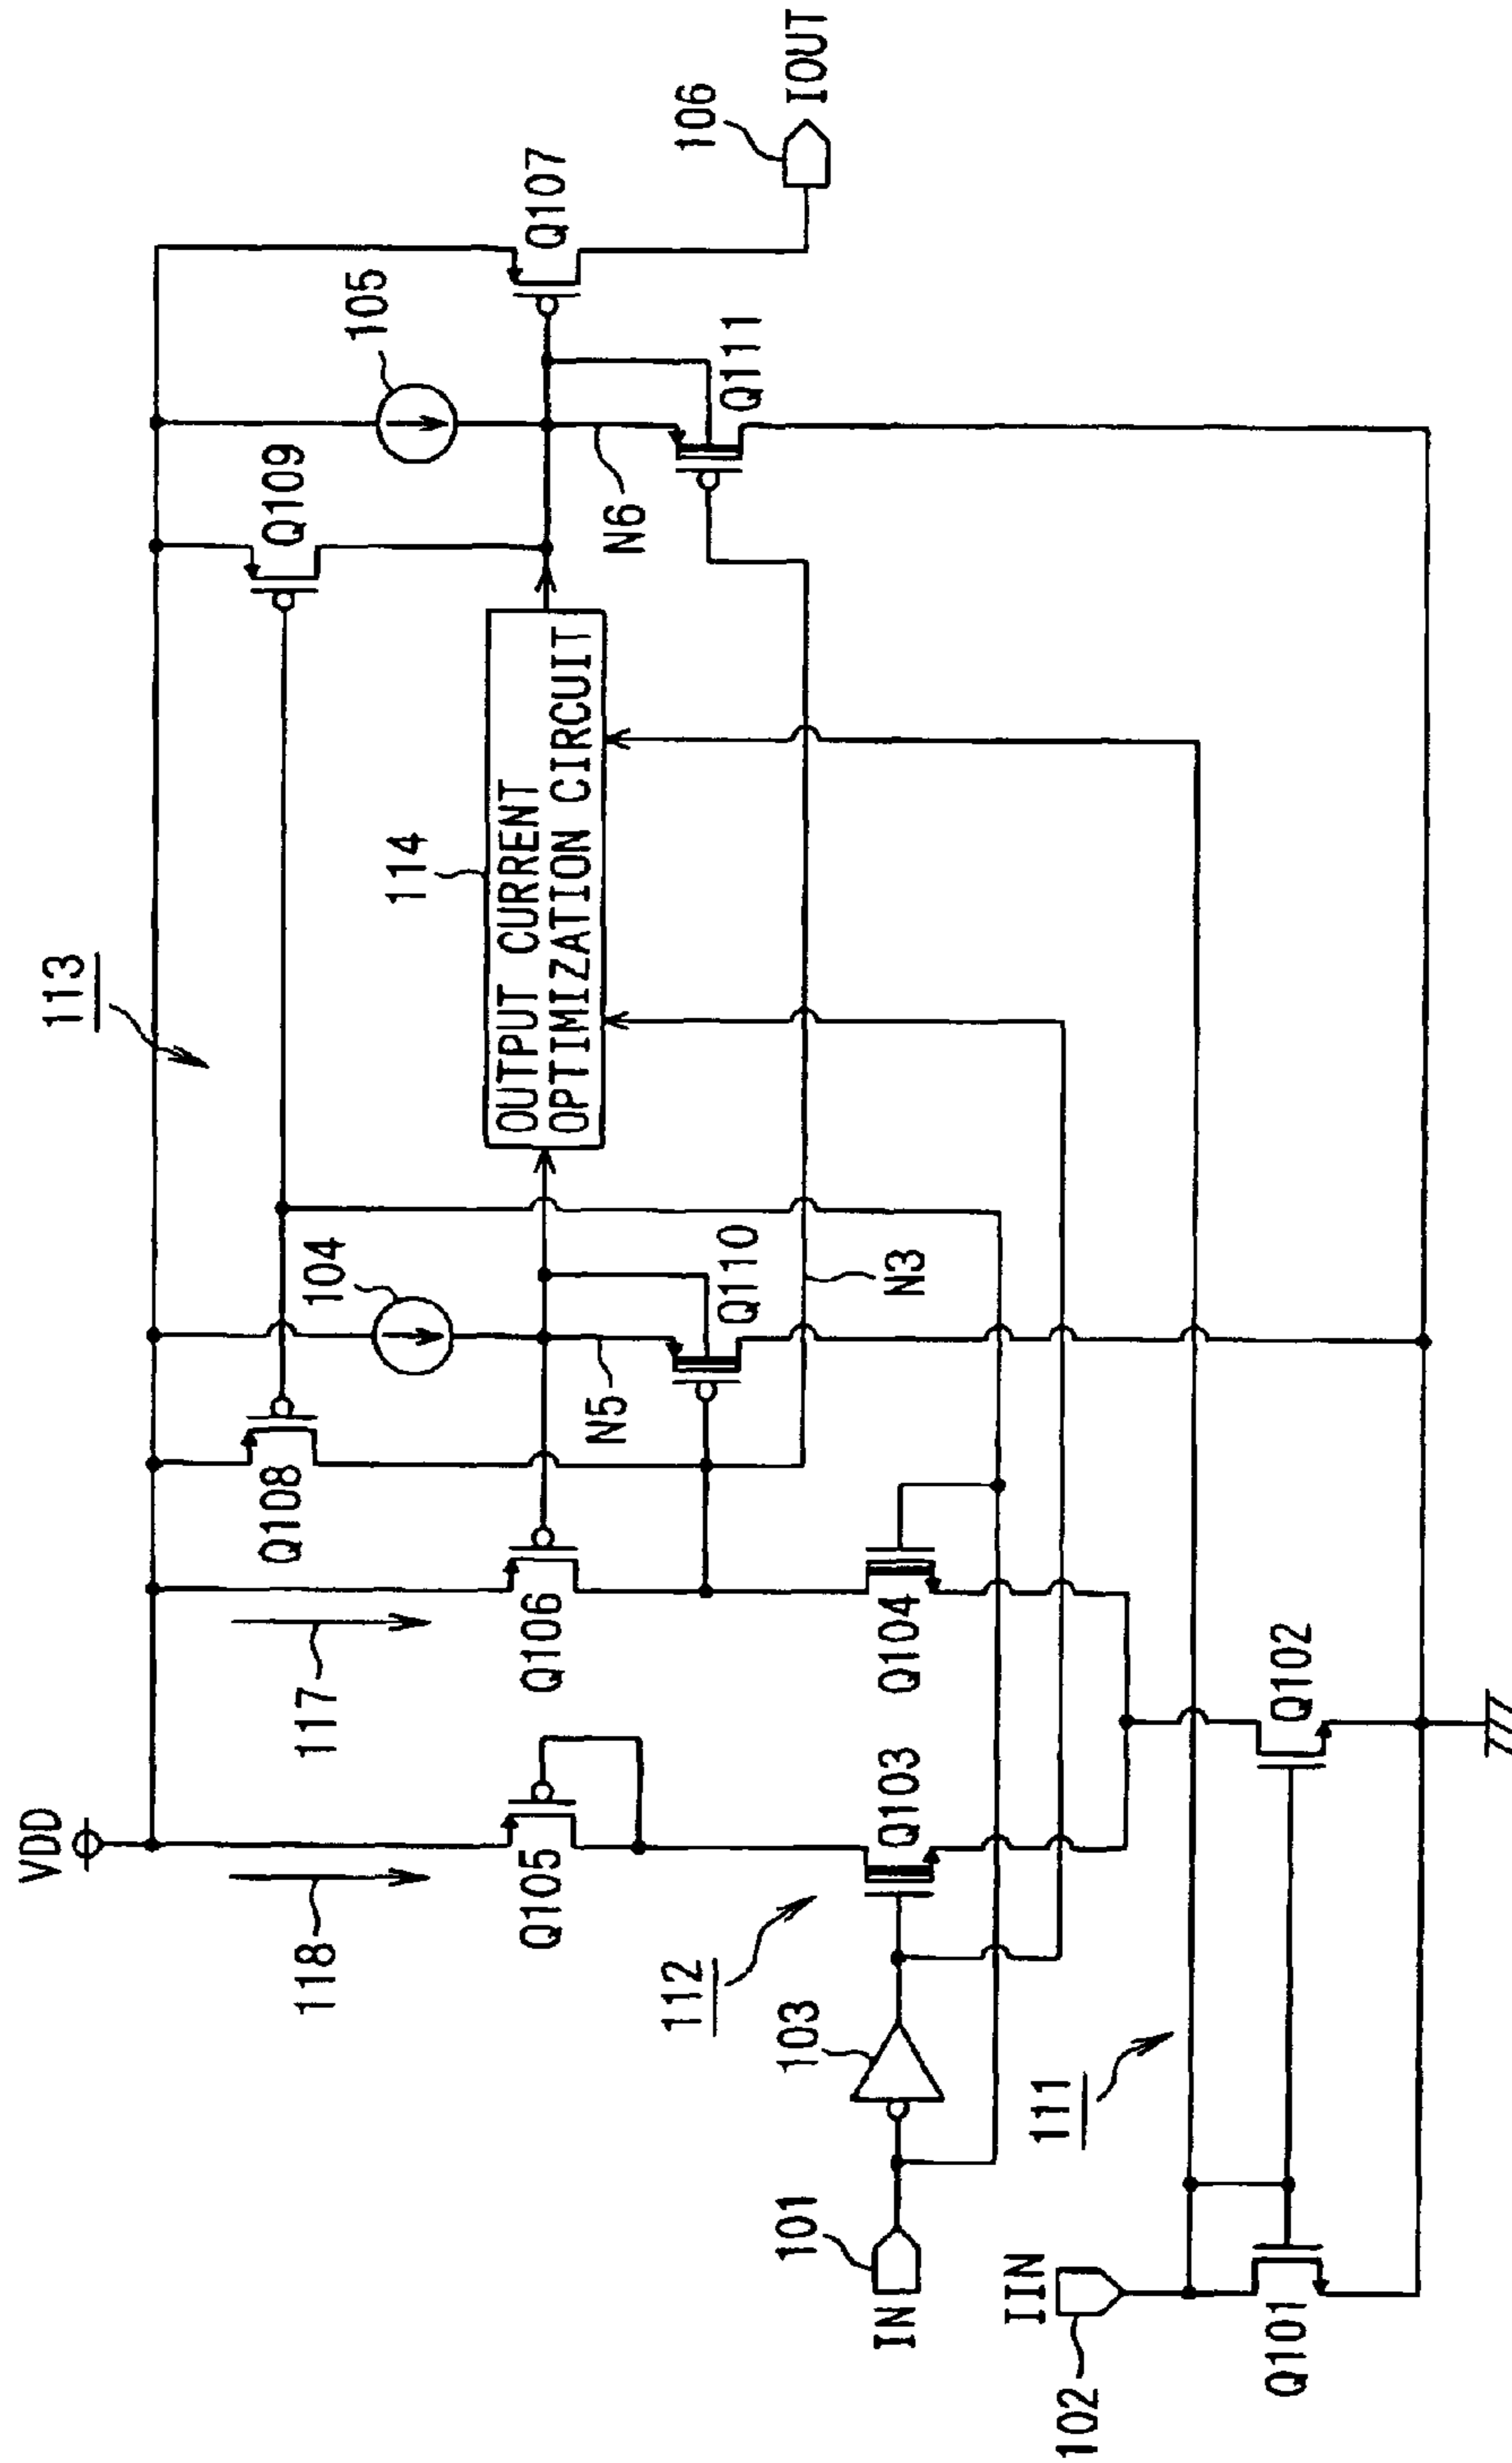 113
VDD
118
117
Q105
Q106
Q108
104
N5
Q110
N3
114
OUTPUT CURRENT
OPTIMIZATION CIRCUIT
Q109
105
N6
Q111
Q107
106
IOUT
112
103
Q103
Q104
101
IN
111
IIN
102
Q101
Q102